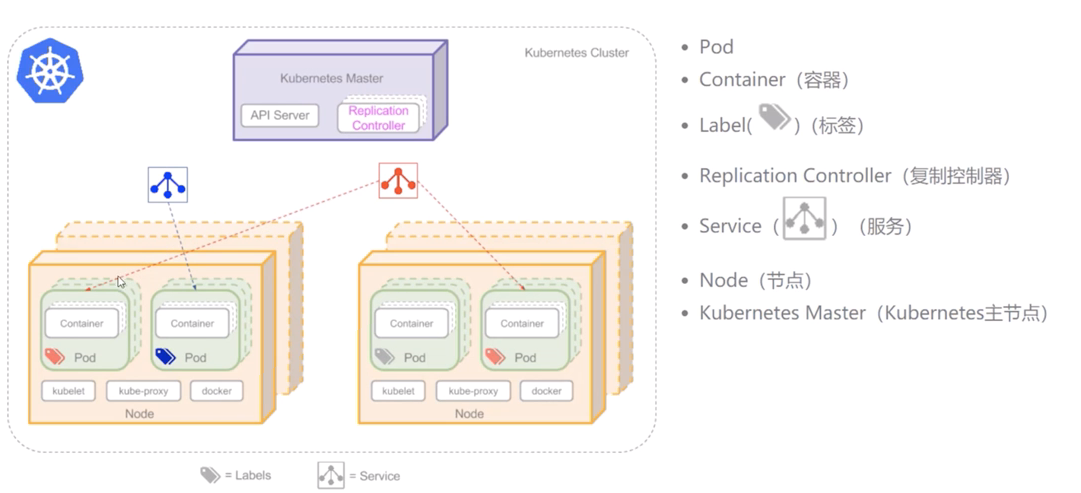 Kubernetes Cluster
Kubernetes Master
API Server
Replication
Controller
Container
Pod
Container
Pod
kubelet
kube-proxy
docker
Node
Container
Pod
Container
Pod
kubelet
kube-proxy
docker
Node
= Labels
= Service
• Pod
• Container（容器）
• Label( )（标签）
• Replication Controller（复制控制器）
• Service（ ）（服务）
• Node（节点）
• Kubernetes Master（Kubernetes主节点）